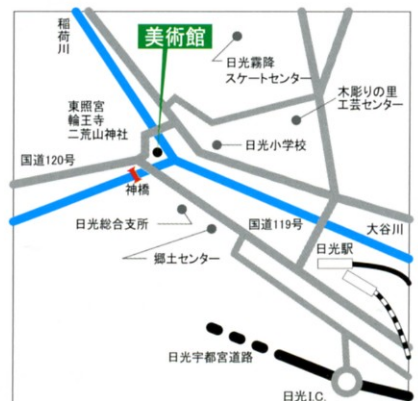 稲荷川
美術館
日光霧降
スケートセンター
木彫りの里
工芸センター
東照宮
輪王寺
二荒山神社
日光小学校
国道120号
神橋
日光総合支所
国道119号
大谷川
郷土センター
日光駅
日光宇都宮道路
日光I.C.